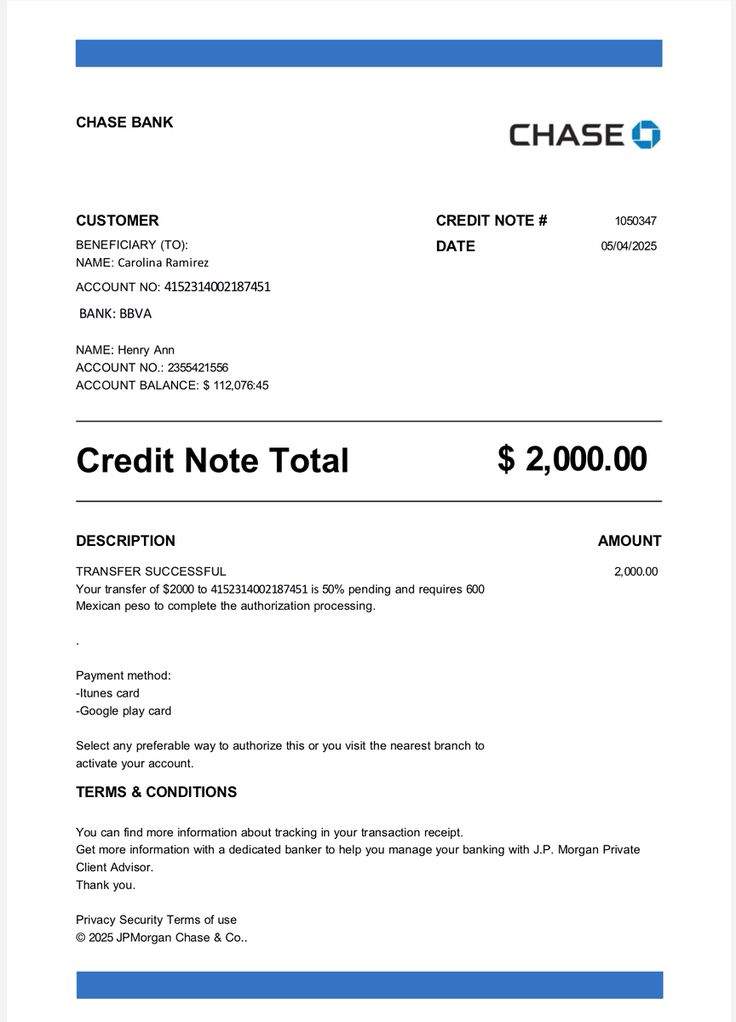 CHASE BANK
CHASE
CUSTOMER
BENEFICIARY (TO):
NAME: Carolina Ramirez
ACCOUNT NO: 4152314002187451
BANK: BBVA
CREDIT NOTE # 1050347
DATE 05/04/2025
NAME: Henry Ann
ACCOUNT NO.: 2355421556
ACCOUNT BALANCE: $ 112,076:45
Credit Note Total $ 2,000.00
DESCRIPTION AMOUNT
TRANSFER SUCCESSFUL 2,000.00
Your transfer of $2000 to 4152314002187451 is 50% pending and requires 600
Mexican peso to complete the authorization processing.
.
Payment method:
-Itunes card
-Google play card
Select any preferable way to authorize this or you visit the nearest branch to
activate your account.
TERMS & CONDITIONS
You can find more information about tracking in your transaction receipt.
Get more information with a dedicated banker to help you manage your banking with J.P. Morgan Private
Client Advisor.
Thank you.
Privacy Security Terms of use
© 2025 JPMorgan Chase & Co..